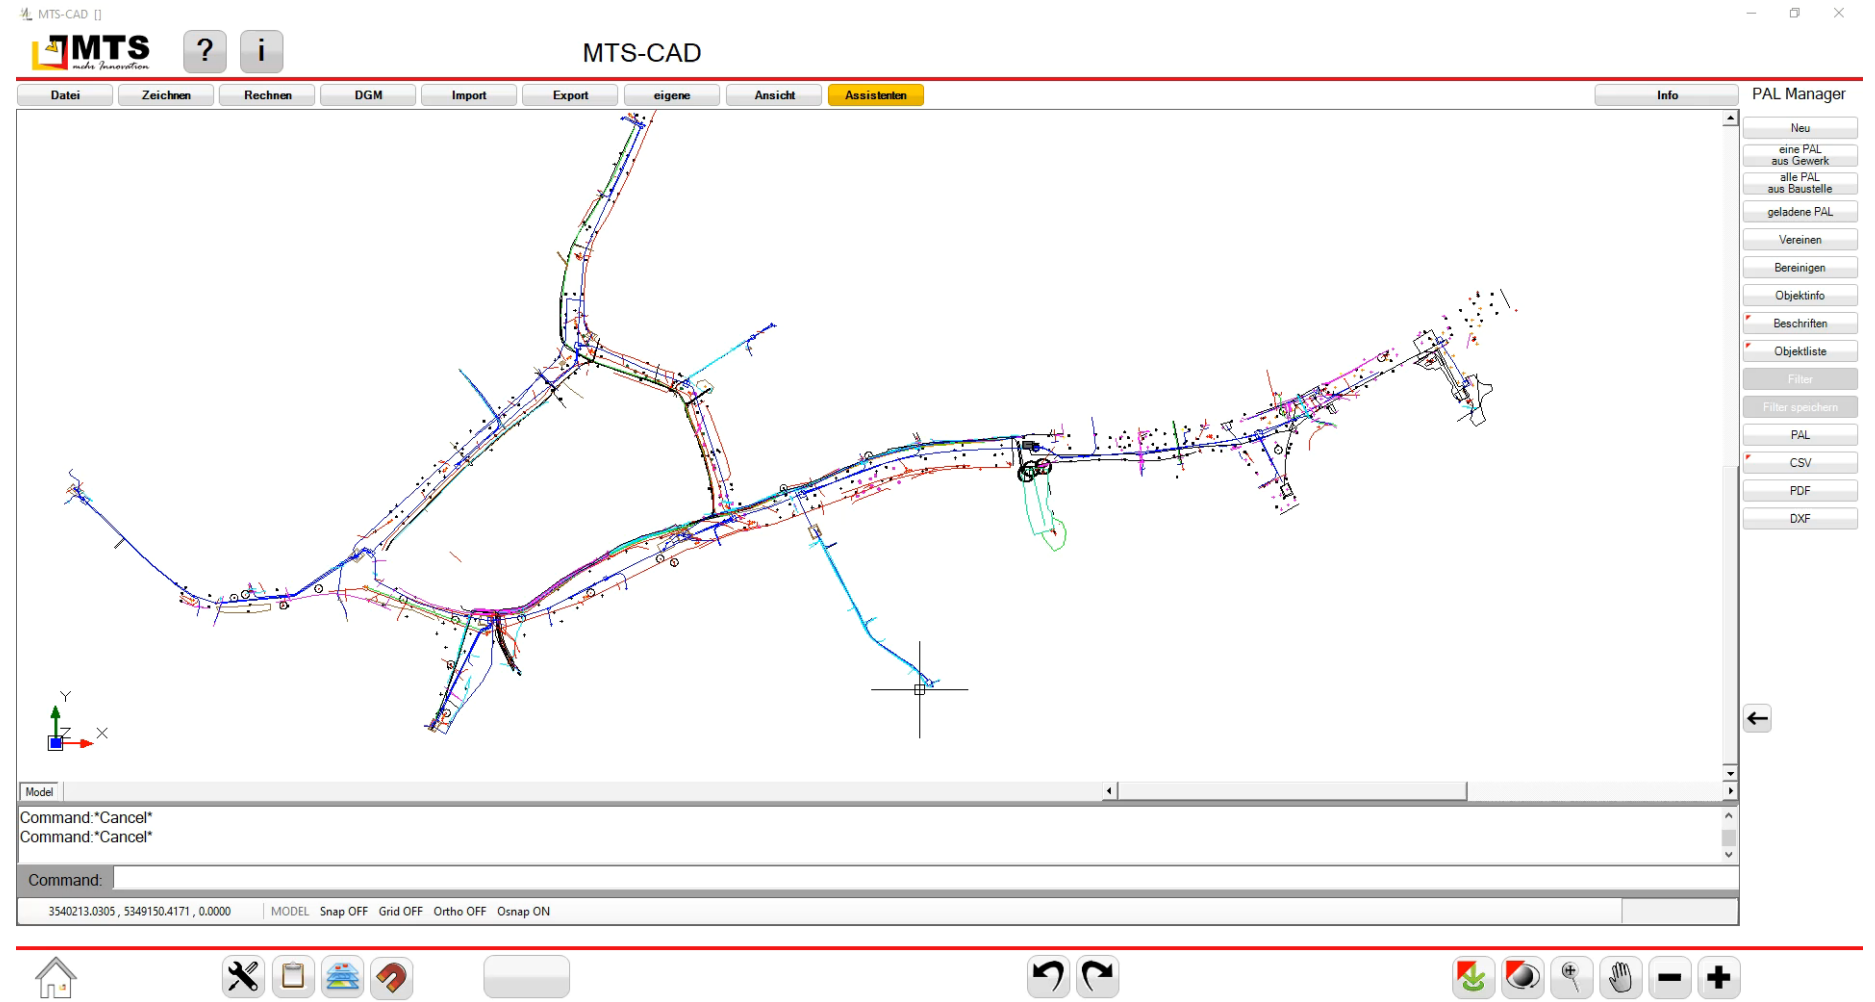 MTS-CAD []
MTS
mehr Innovation
?
i
MTS-CAD
Datei
Zeichnen
Rechnen
DGM
Import
Export
eigene
Ansicht
Assistenten
Info
PAL Manager
Neu
eine PAL
aus Gewerk
alle PAL
aus Baustelle
geladene PAL
Vereinen
Bereinigen
Objektinfo
Beschriften
Objektliste
Filter
Filter speichern
PAL
CSV
PDF
DXF
Y
Z
X
Model
Command:*Cancel*
Command:*Cancel*
Command:
3540213.0305 , 5349150.4171 , 0.0000
MODEL
Snap OFF
Grid OFF
Ortho OFF
Osnap ON